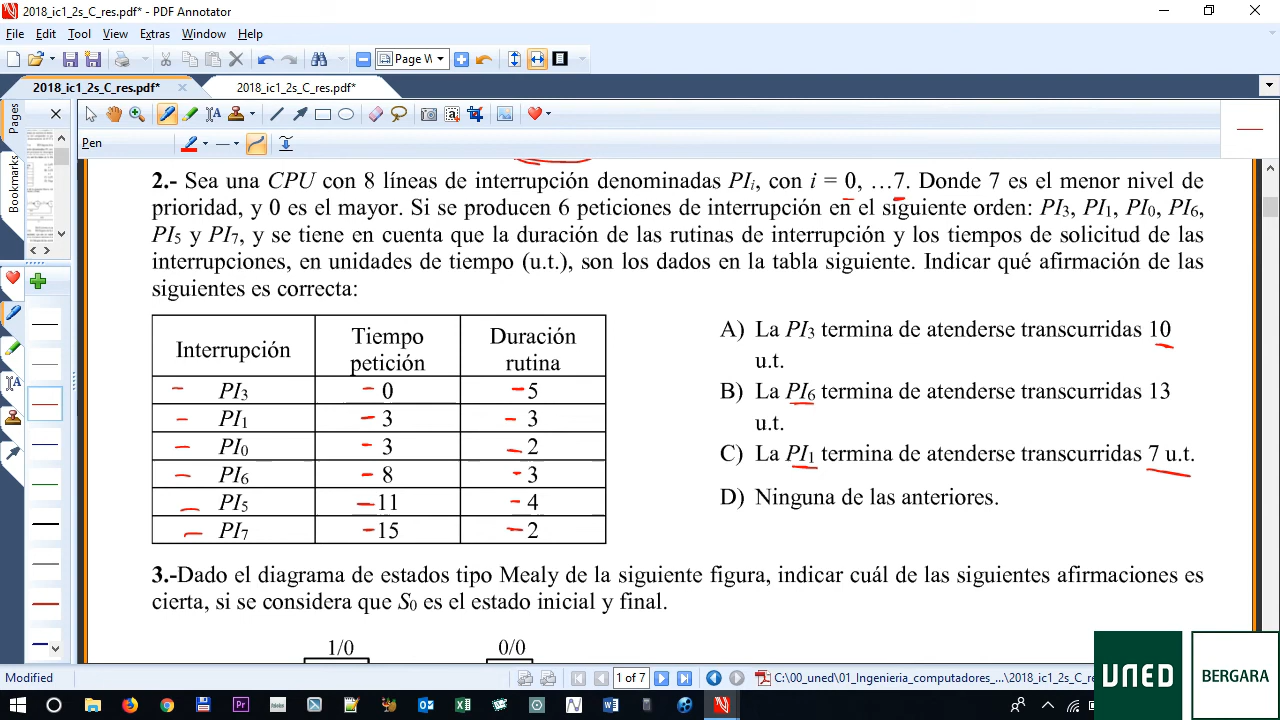 2018_ic1_2s_C_res.pdf* - PDF Annotator
File Edit Tool View Extras Window Help
Page W
2018_ic1_2s_C_res.pdf* 2018_ic1_2s_C_res.pdf*
Pages
Bookmarks
Pen
2.- Sea una CPU con 8 líneas de interrupción denominadas PIi, con i = 0, …7. Donde 7 es el menor nivel de
prioridad, y 0 es el mayor. Si se producen 6 peticiones de interrupción en el siguiente orden: PI3, PI1, PI0, PI6,
PI5 y PI7, y se tiene en cuenta que la duración de las rutinas de interrupción y los tiempos de solicitud de las
interrupciones, en unidades de tiempo (u.t.), son los dados en la tabla siguiente. Indicar qué afirmación de las
siguientes es correcta:
Interrupción Tiempo petición Duración rutina
PI3 0 5
PI1 3 3
PI0 3 2
PI6 8 3
PI5 11 4
PI7 15 2
A) La PI3 termina de atenderse transcurridas 10
u.t.
B) La PI6 termina de atenderse transcurridas 13
u.t.
C) La PI1 termina de atenderse transcurridas 7 u.t.
D) Ninguna de las anteriores.
3.-Dado el diagrama de estados tipo Mealy de la siguiente figura, indicar cuál de las siguientes afirmaciones es
cierta, si se considera que S0 es el estado inicial y final.
1/0 0/0
UNED BERGARA
Modified 1 of 7 C:\00_uned\01_Ingenieria_computadores_...\2018_ic1_2s_C_re